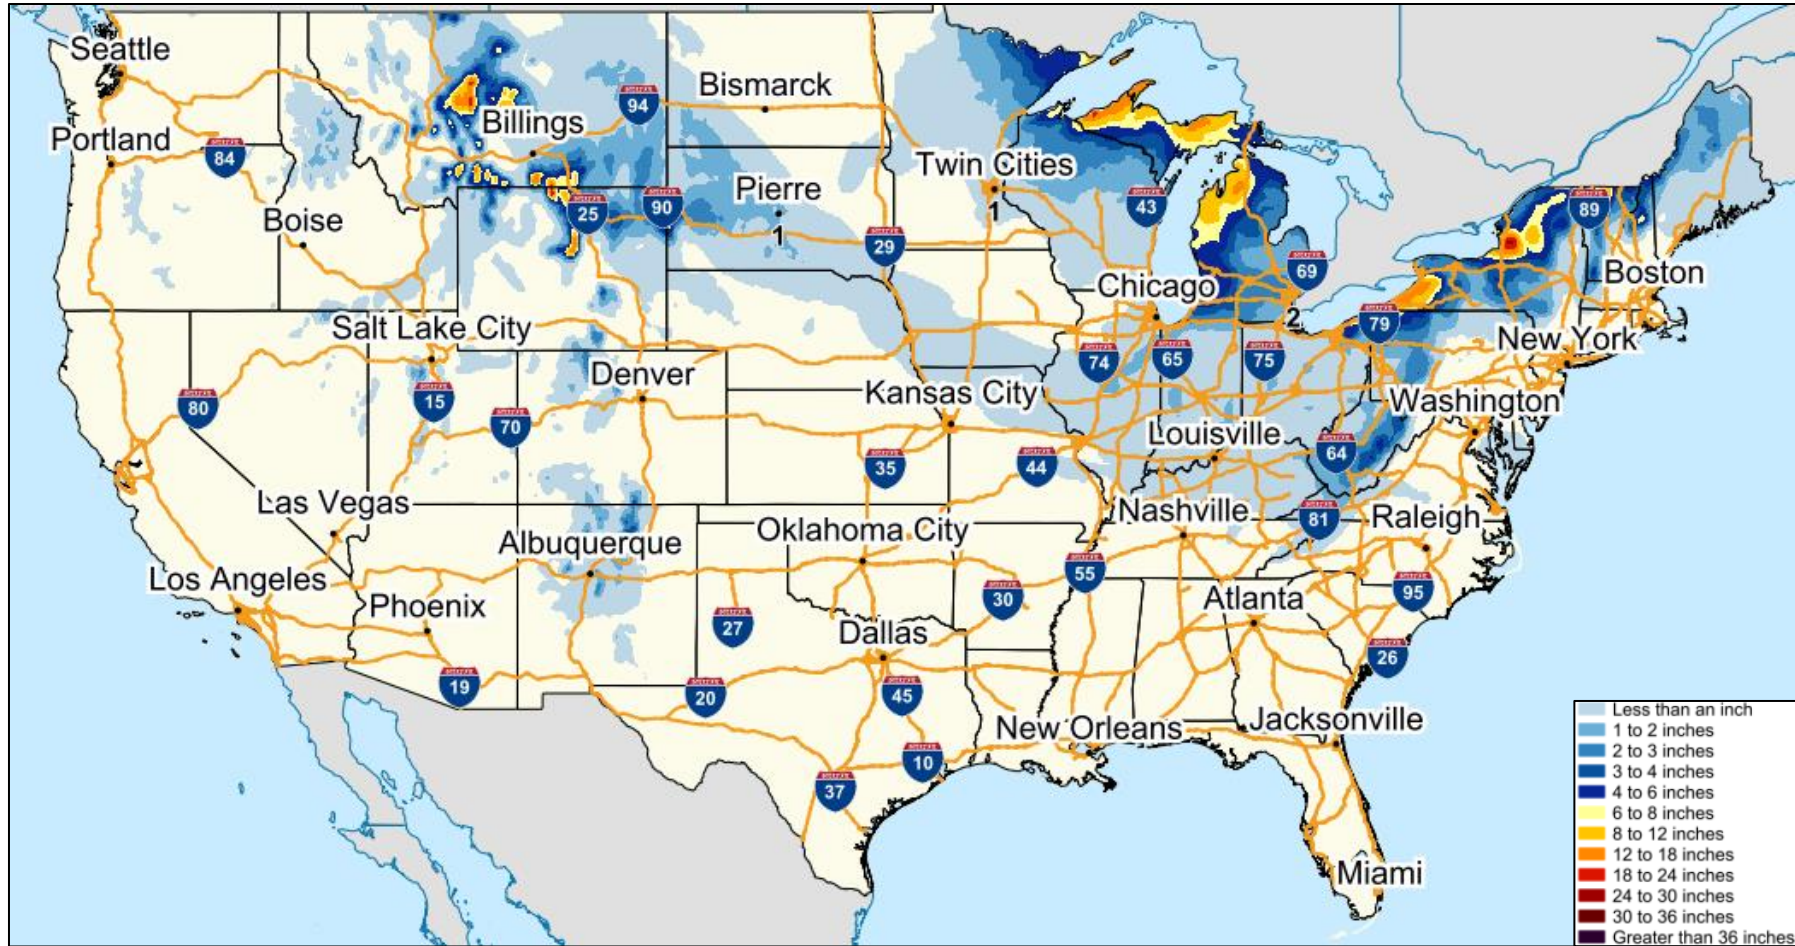 Seattle
Bismarck
94
Billings
Portland
84
Twin Cities
Pierre
1
1
25
90
43
89
Boise
29
69
Boston
Chicago
2
79
Salt Lake City
New York
74
65
75
Denver
Kansas City
Washington
80
15
70
Louisville
64
35
44
Las Vegas
Nashville
81
Raleigh
Oklahoma City
Albuquerque
55
Los Angeles
Phoenix
30
Atlanta
95
27
Dallas
26
19
20
45
New Orleans
Jacksonville
10
37
Miami
Less than an inch
1 to 2 inches
2 to 3 inches
3 to 4 inches
4 to 6 inches
6 to 8 inches
8 to 12 inches
12 to 18 inches
18 to 24 inches
24 to 30 inches
30 to 36 inches
Greater than 36 inches